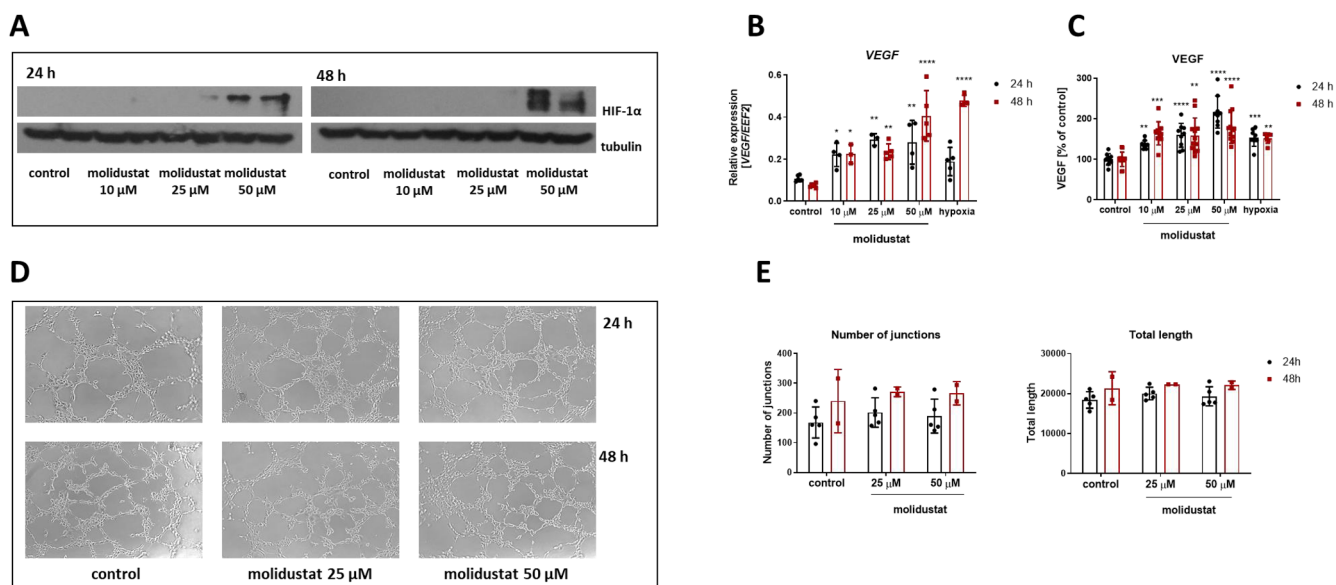 A
24 h
48 h
HIF-1α
tubulin
control
molidustat
10 µM
molidustat
25 µM
molidustat
50 µM
control
molidustat
10 µM
molidustat
25 µM
molidustat
50 µM
B
VEGF
24 h
48 h
Relative expression
[VEGF/EEF2]
0.6
0.4
0.2
0.0
* * ** ** ** **** ****
control 10 µM 25 µM 50 µM hypoxia
molidustat
C
VEGF
24 h
48 h
VEGF [% of control]
300
200
100
0
** *** **** ** **** **** *** **
control 10 µM 25 µM 50 µM hypoxia
molidustat
D
24 h
48 h
control
molidustat 25 µM
molidustat 50 µM
E
Number of junctions
Number of junctions
400
300
200
100
0
control 25 µM 50 µM
molidustat
Total length
Total length
30000
20000
10000
0
control 25 µM 50 µM
molidustat
24h
48h